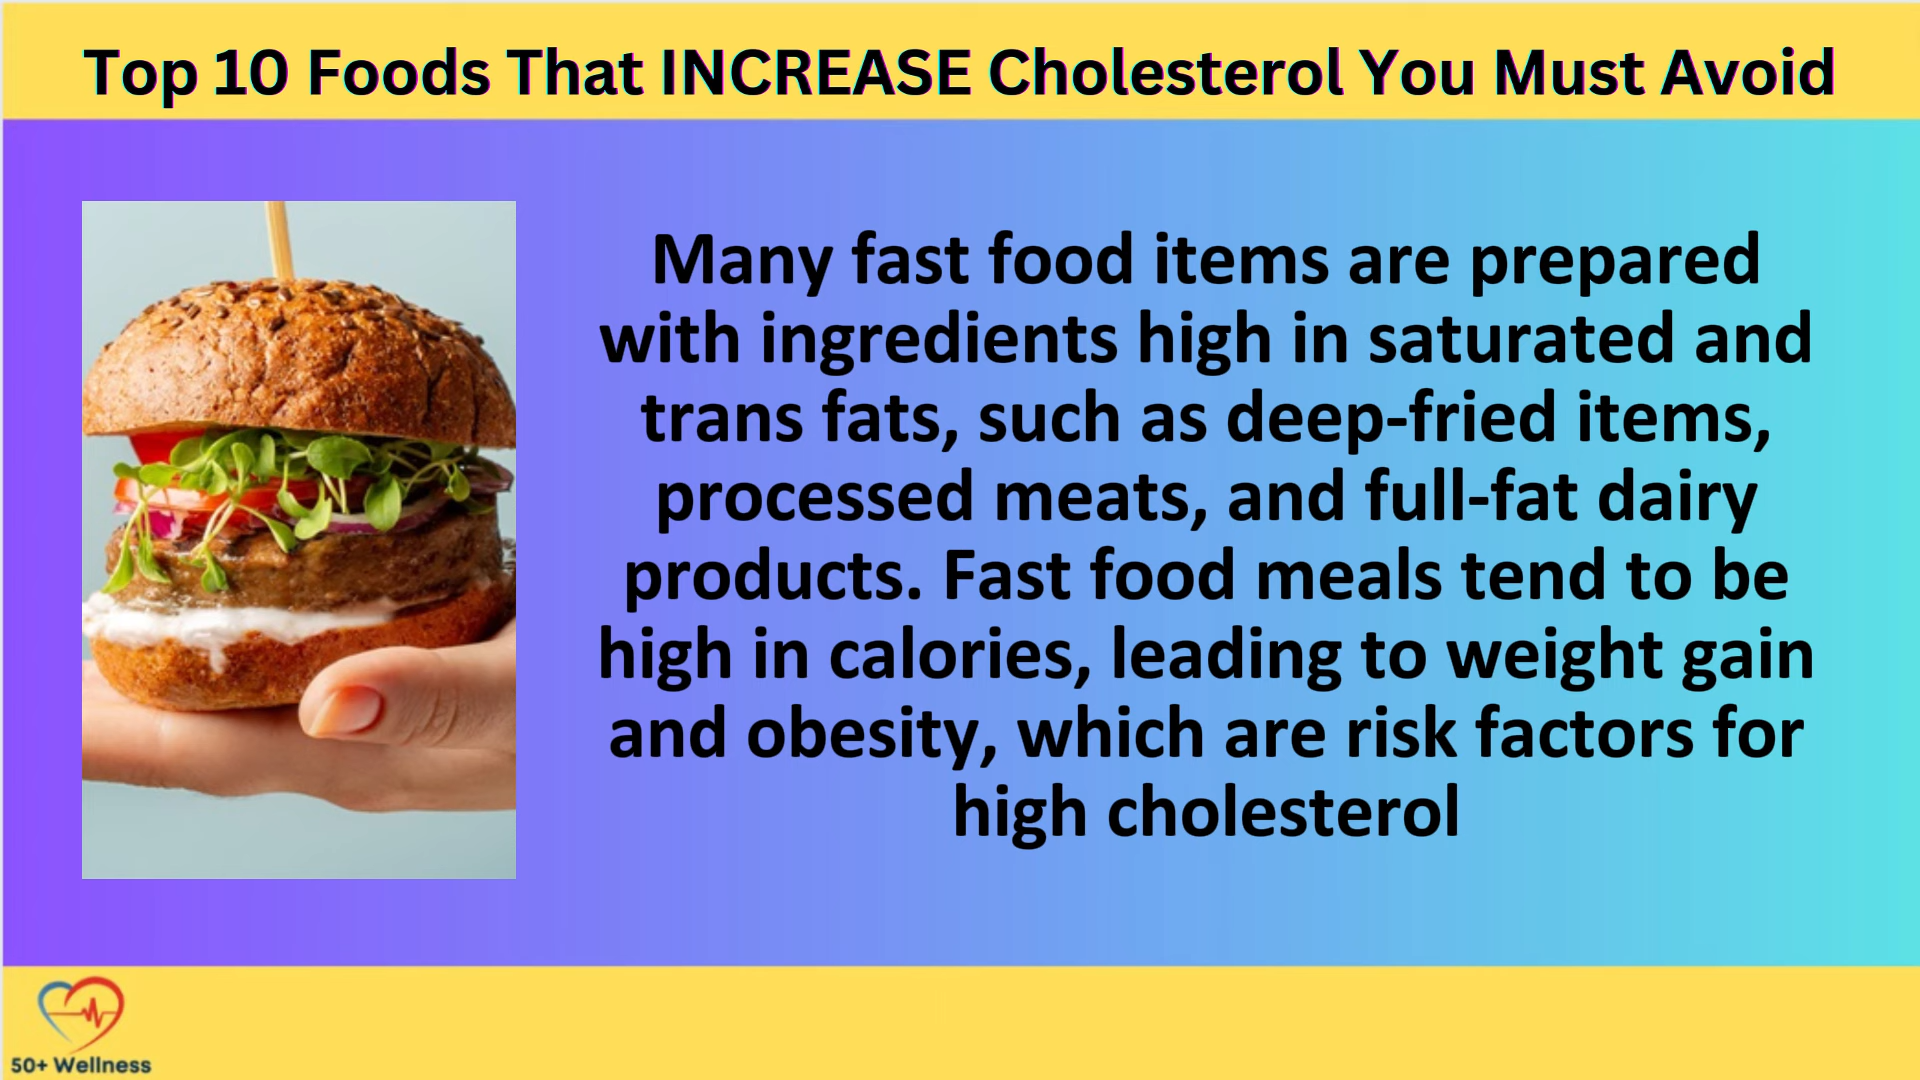 Top 10 Foods That INCREASE Cholesterol You Must Avoid
Many fast food items are prepared
with ingredients high in saturated and
trans fats, such as deep-fried items,
processed meats, and full-fat dairy
products. Fast food meals tend to be
high in calories, leading to weight gain
and obesity, which are risk factors for
high cholesterol
50+ Wellness